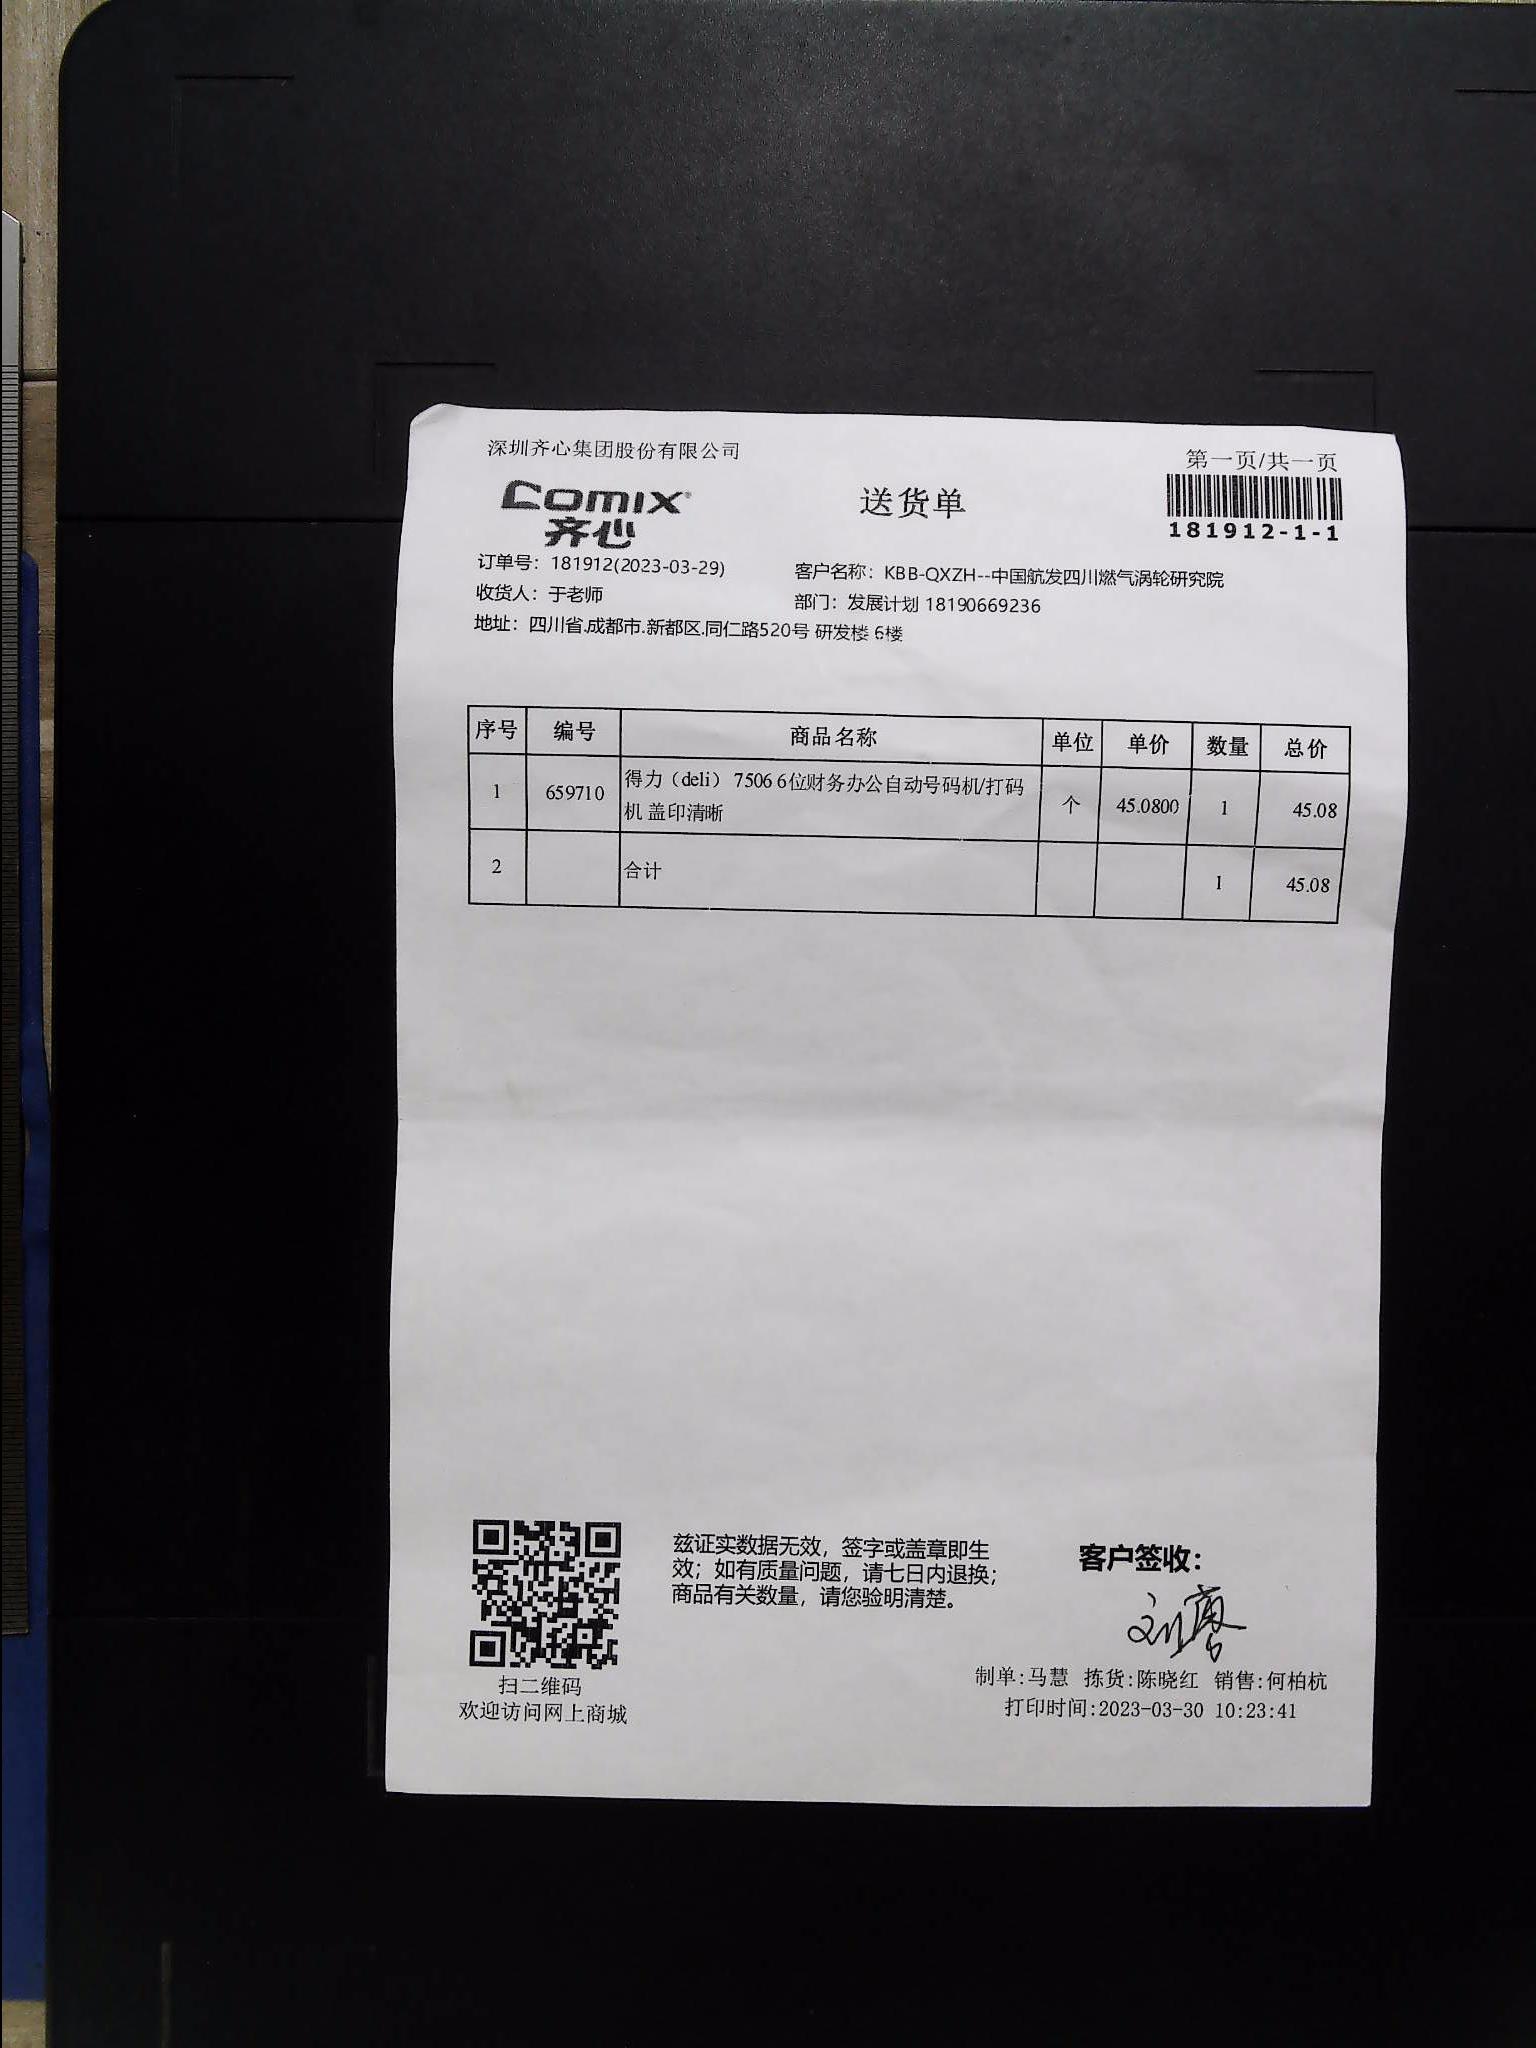 深圳齐心集团股份有限公司
第一页/共一页
Comix
齐心
送货单
181912-1-1
订单号：181912(2023-03-29)
客户名称：KBB-QXZH--中国航发四川燃气涡轮研究院
收货人：于老师
部门：发展计划 18190669236
地址：四川省.成都市.新都区.同仁路520号 研发楼 6楼
序号 编号 商品名称 单位 单价 数量 总价
1 659710 得力（deli） 7506 6位财务办公自动号码机/打码
机 盖印清晰 个 45.0800 1 45.08
2 合计 1 45.08
兹证实数据无效，签字或盖章即生
效；如有质量问题，请七日内退换；
商品有关数量，请您验明清楚。
客户签收：
扫二维码
欢迎访问网上商城
制单:马慧 拣货:陈晓红 销售:何柏杭
打印时间:2023-03-30 10:23:41